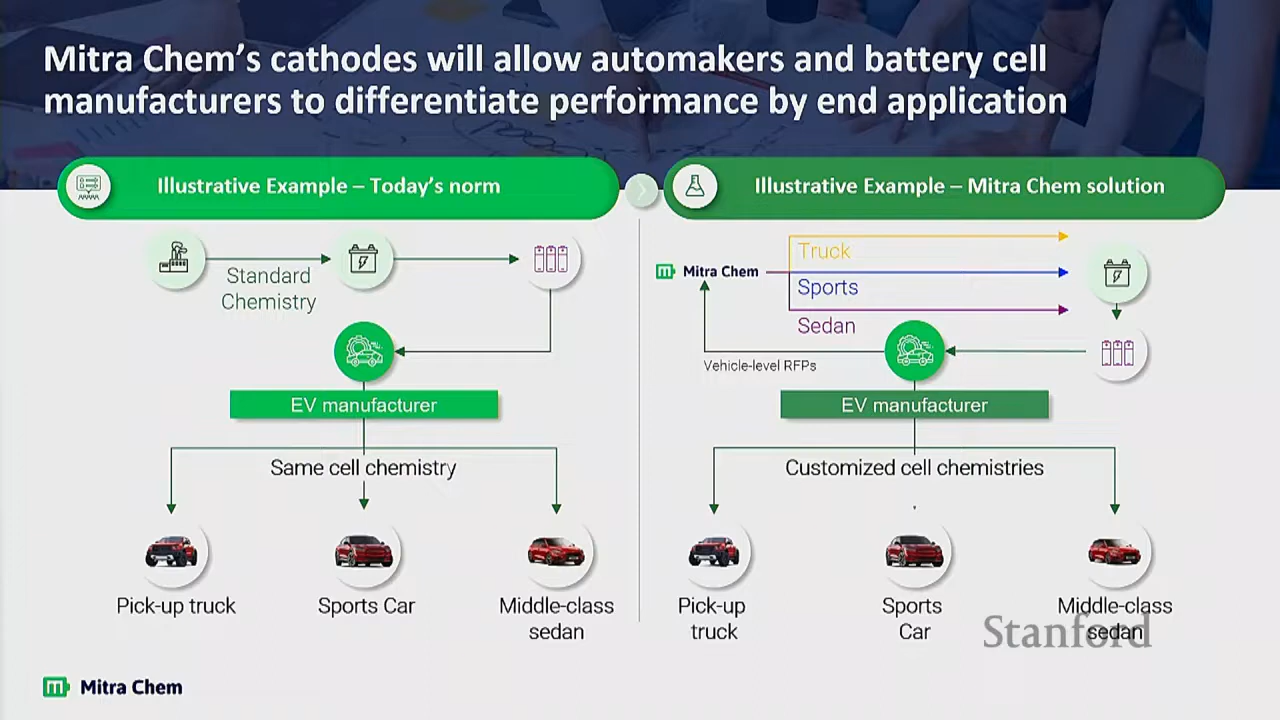 Mitra Chem’s cathodes will allow automakers and battery cell
manufacturers to differentiate performance by end application
Illustrative Example – Today’s norm
Standard
Chemistry
EV manufacturer
Same cell chemistry
Pick-up truck
Sports Car
Middle-class
sedan
Illustrative Example – Mitra Chem solution
Mitra Chem
Truck
Sports
Sedan
Vehicle-level RFPs
EV manufacturer
Customized cell chemistries
Pick-up
truck
Sports
Car
Middle-class
sedan
Stanford
Mitra Chem